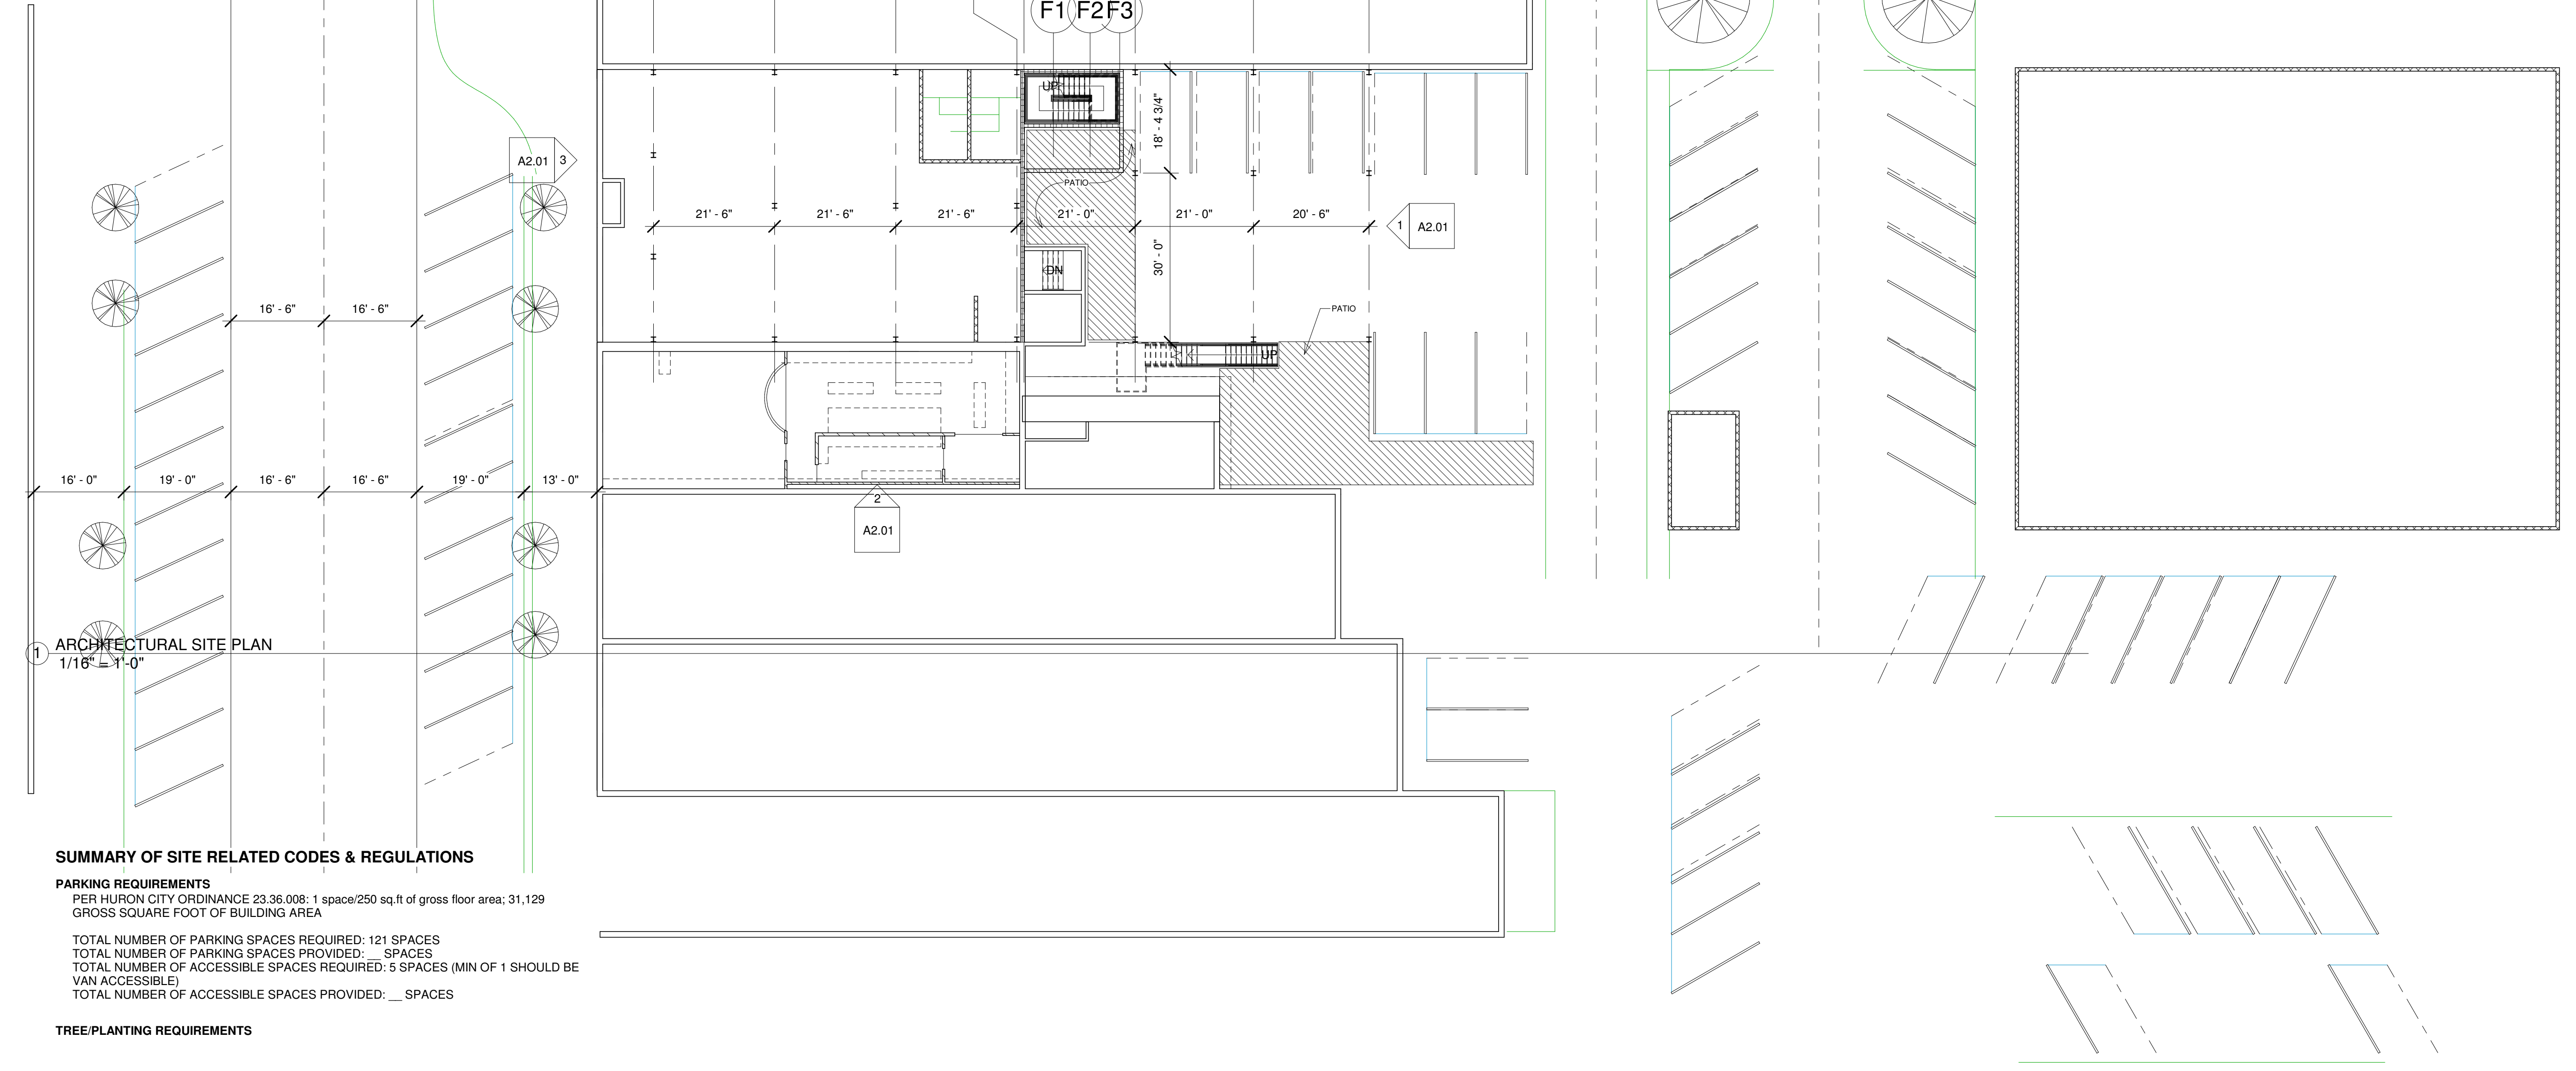 F1 F2 F3
UP
18' - 4 3/4"
A2.01 3
PATIO
21' - 6" 21' - 6" 21' - 6" 21' - 0" 21' - 0" 20' - 6"
1 A2.01
30' - 0"
DN
16' - 6" 16' - 6"
PATIO
UP
16' - 0" 19' - 0" 16' - 6" 16' - 6" 19' - 0" 13' - 0"
2
A2.01
1 ARCHITECTURAL SITE PLAN
1/16" = 1'-0"
SUMMARY OF SITE RELATED CODES & REGULATIONS
PARKING REQUIREMENTS
PER HURON CITY ORDINANCE 23.36.008: 1 space/250 sq.ft of gross floor area; 31,129
GROSS SQUARE FOOT OF BUILDING AREA
TOTAL NUMBER OF PARKING SPACES REQUIRED: 121 SPACES
TOTAL NUMBER OF PARKING SPACES PROVIDED: __ SPACES
TOTAL NUMBER OF ACCESSIBLE SPACES REQUIRED: 5 SPACES (MIN OF 1 SHOULD BE
VAN ACCESSIBLE)
TOTAL NUMBER OF ACCESSIBLE SPACES PROVIDED: __ SPACES
TREE/PLANTING REQUIREMENTS